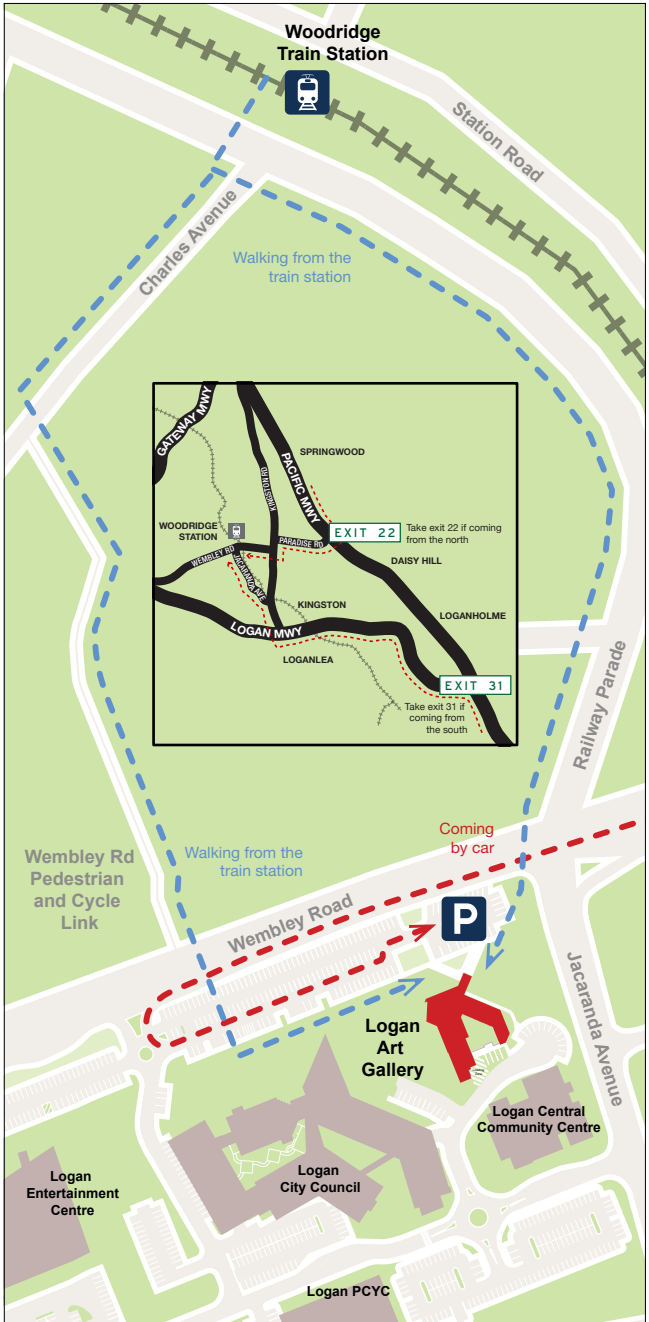 Woodridge
Train Station
Station Road
Charles Avenue
Walking from the
train station
GATEWAY MWY
KINGSTON RD
PACIFIC MWY
SPRINGWOOD
WOODRIDGE
STATION
EXIT 22
Take exit 22 if coming
from the north
PARADISE RD
WEMBLEY RD
JACARANDA AVE
DAISY HILL
KINGSTON
LOGANHOLME
LOGAN MWY
LOGANLEA
EXIT 31
Take exit 31 if
coming from
the south
Railway Parade
Coming
by car
Walking from the
train station
Wembley Rd
Pedestrian
and Cycle
Link
Wembley Road
P
Jacaranda Avenue
Logan
Art
Gallery
Logan Central
Community Centre
Logan
Entertainment
Centre
Logan
City Council
Logan PCYC